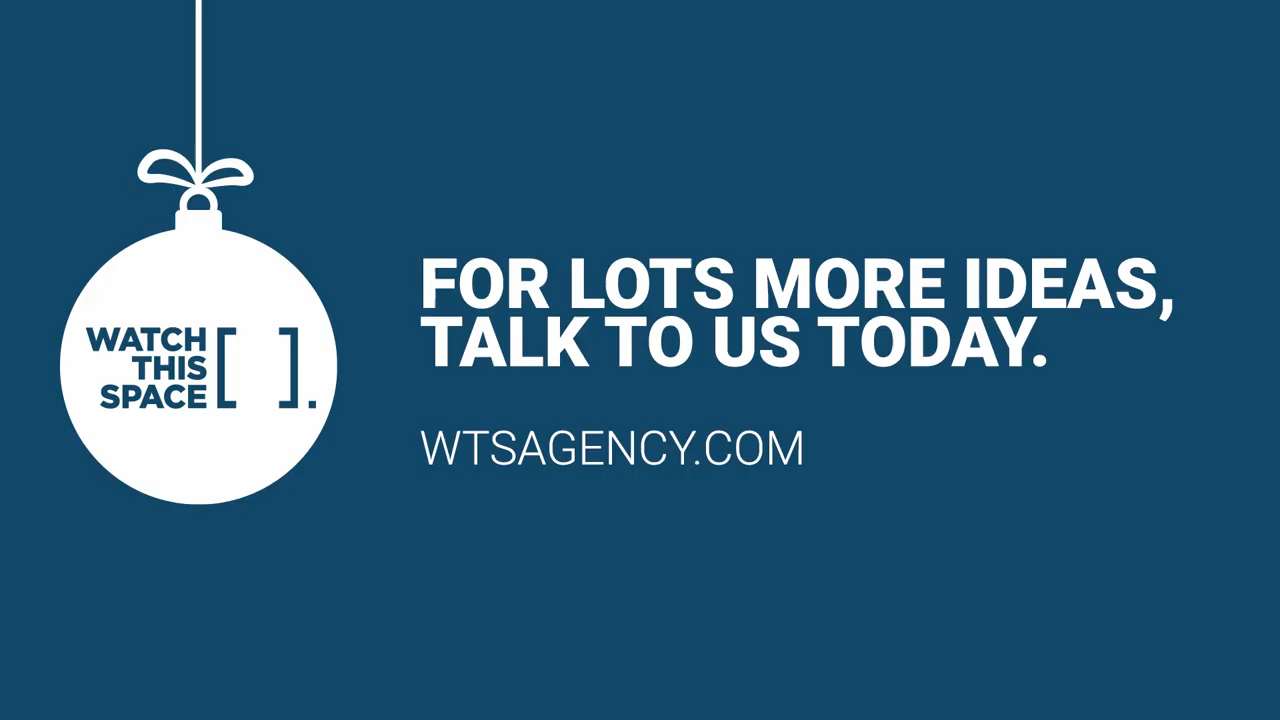 WATCH
THIS
SPACE [ ].
FOR LOTS MORE IDEAS,
TALK TO US TODAY.
WTSAGENCY.COM